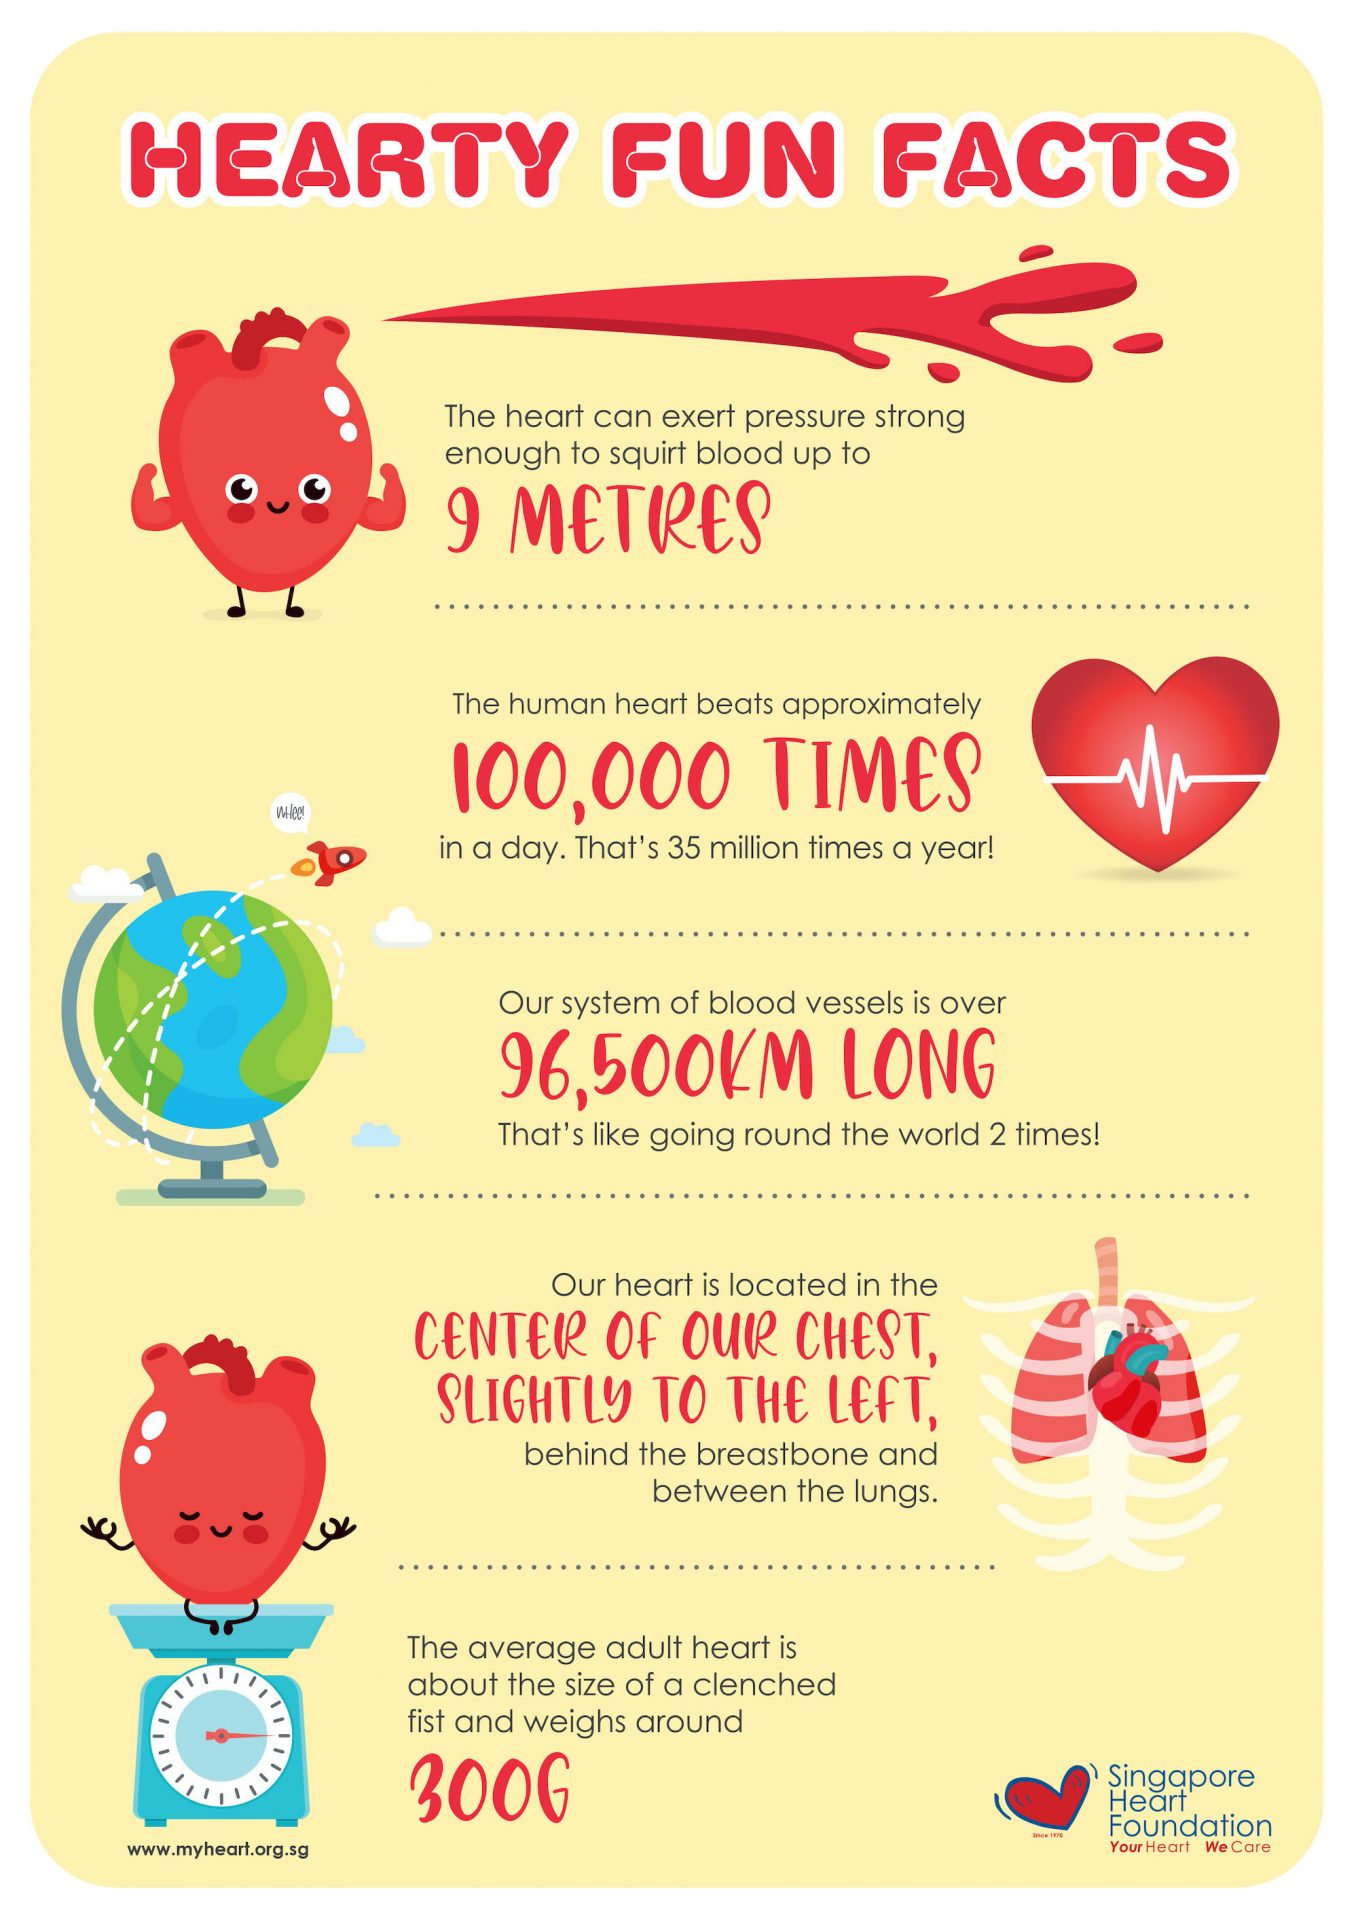 HEARTY FUN FACTS
The heart can exert pressure strong
enough to squirt blood up to
9 METRES
The human heart beats approximately
100,000 TIMES
in a day. That's 35 million times a year!
Whee!
Our system of blood vessels is over
96,500KM LONG
That's like going round the world 2 times!
Our heart is located in the
CENTER OF OUR CHEST,
SLIGHTLY TO THE LEFT,
behind the breastbone and
between the lungs.
The average adult heart is
about the size of a clenched
fist and weighs around
300G
www.myheart.org.sg
Singapore
Heart
Foundation
Since 1970
Your Heart We Care